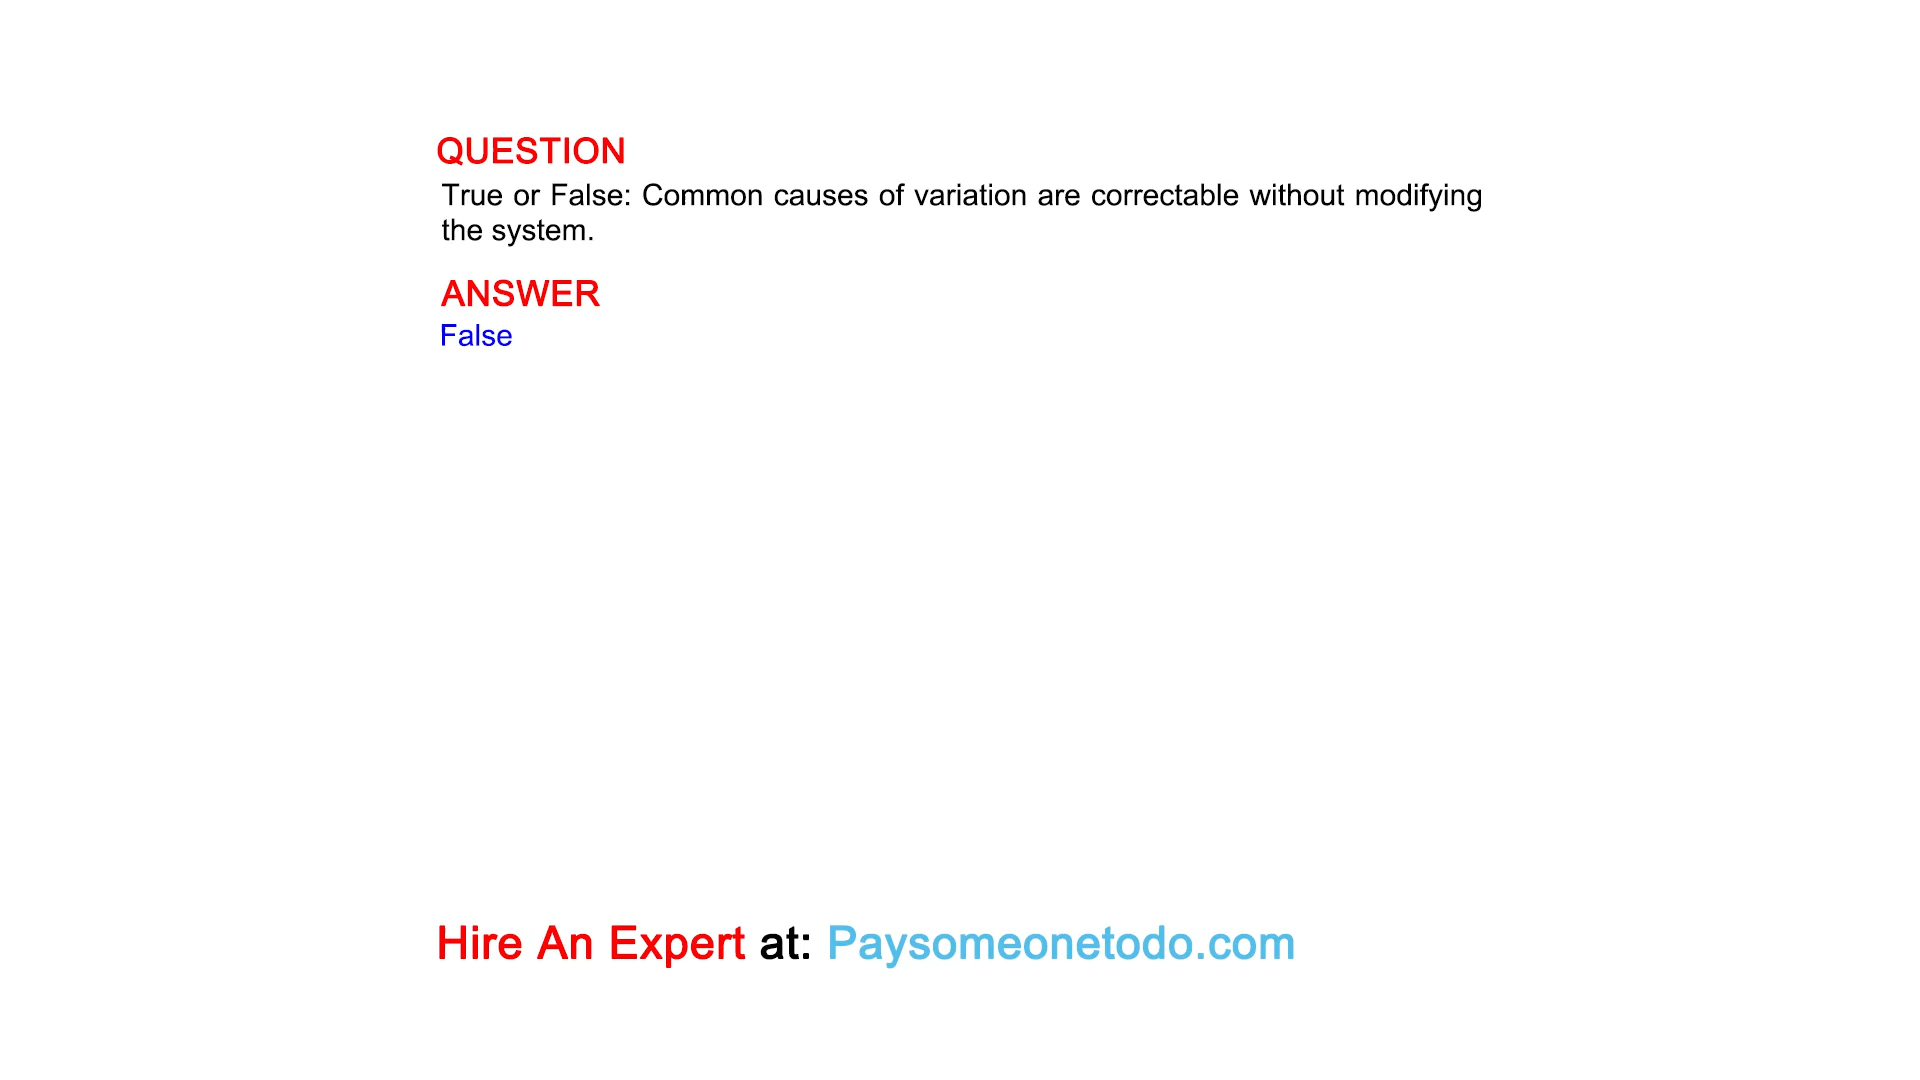 QUESTION
True or False: Common causes of variation are correctable without modifying
the system.
ANSWER
False
Hire An Expert at: Paysomeonetodo.com